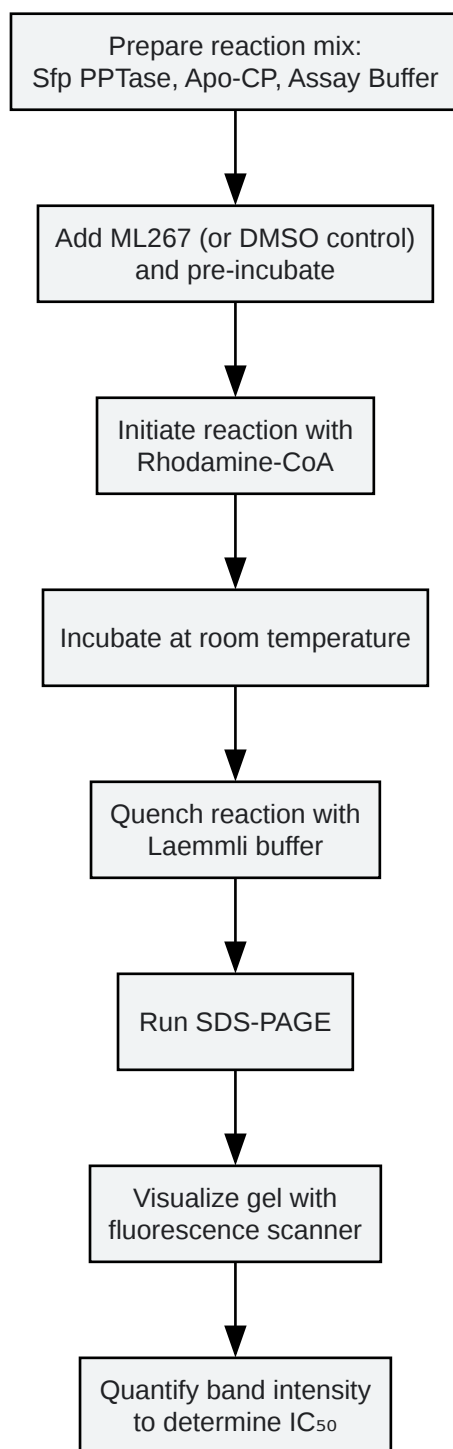 Prepare reaction mix:
Sfp PPTase, Apo-CP, Assay Buffer
Add ML267 (or DMSO control)
and pre-incubate
Initiate reaction with
Rhodamine-CoA
Incubate at room temperature
Quench reaction with
Laemmli buffer
Run SDS-PAGE
Visualize gel with
fluorescence scanner
Quantify band intensity
to determine IC₅₀